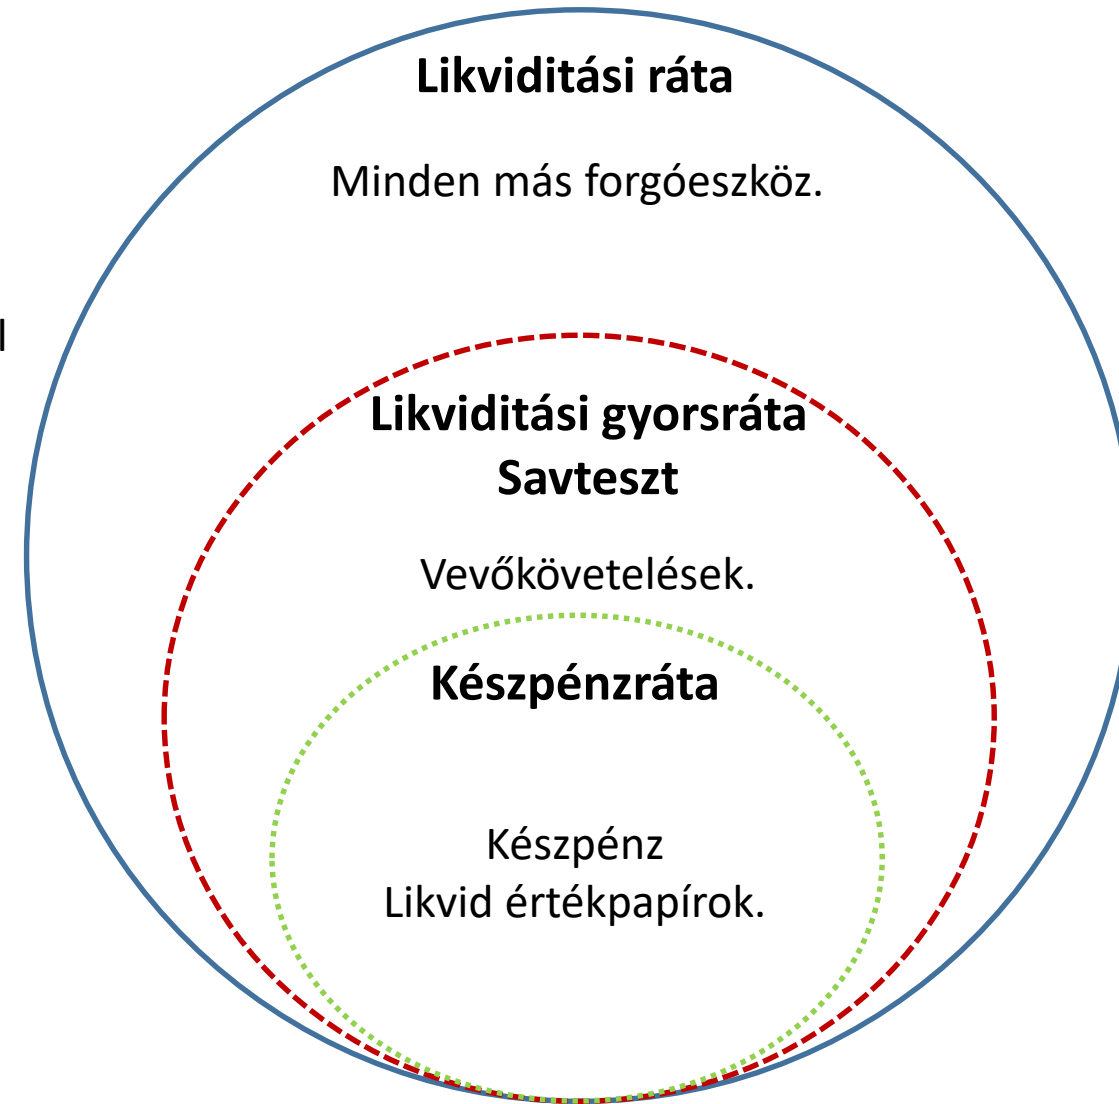 Likviditási ráta
Minden más forgóeszköz.
l
Likviditási gyorsráta
Savteszt
Vevőkövetelések.
Készpénzráta
Készpénz
Likvid értékpapírok.